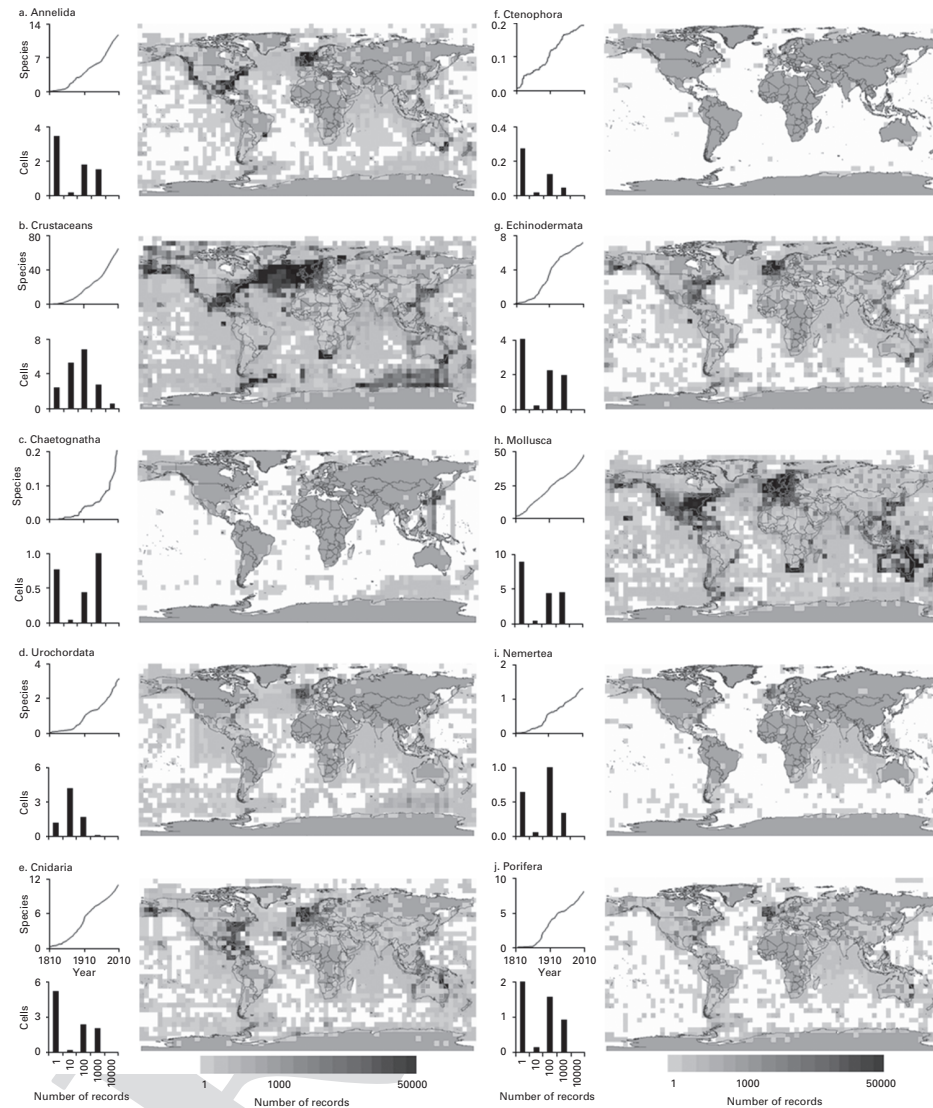 a. Annelida
14
7
0
Species
4
2
0
Cells
b. Crustaceans
80
40
0
Species
8
4
0
Cells
c. Chaetognatha
0.2
0.1
0.0
Species
1.0
0.5
0.0
Cells
d. Urochordata
4
2
0
Species
6
3
0
Cells
e. Cnidaria
12
6
0
Species
1810 1910 2010
Year
6
3
0
Cells
1 10 100 1000 10000
Number of records
1 1000 50000
Number of records
f. Ctenophora
0.2
0.1
0.0
0.4
0.2
0.0
g. Echinodermata
8
4
0
4
2
0
h. Mollusca
50
25
0
10
5
0
i. Nemertea
2
1
0
1.0
0.5
0.0
j. Porifera
10
5
0
1810 1910 2010
Year
2
1
0
1 10 100 1000 10000
Number of records
1 1000 50000
Number of records